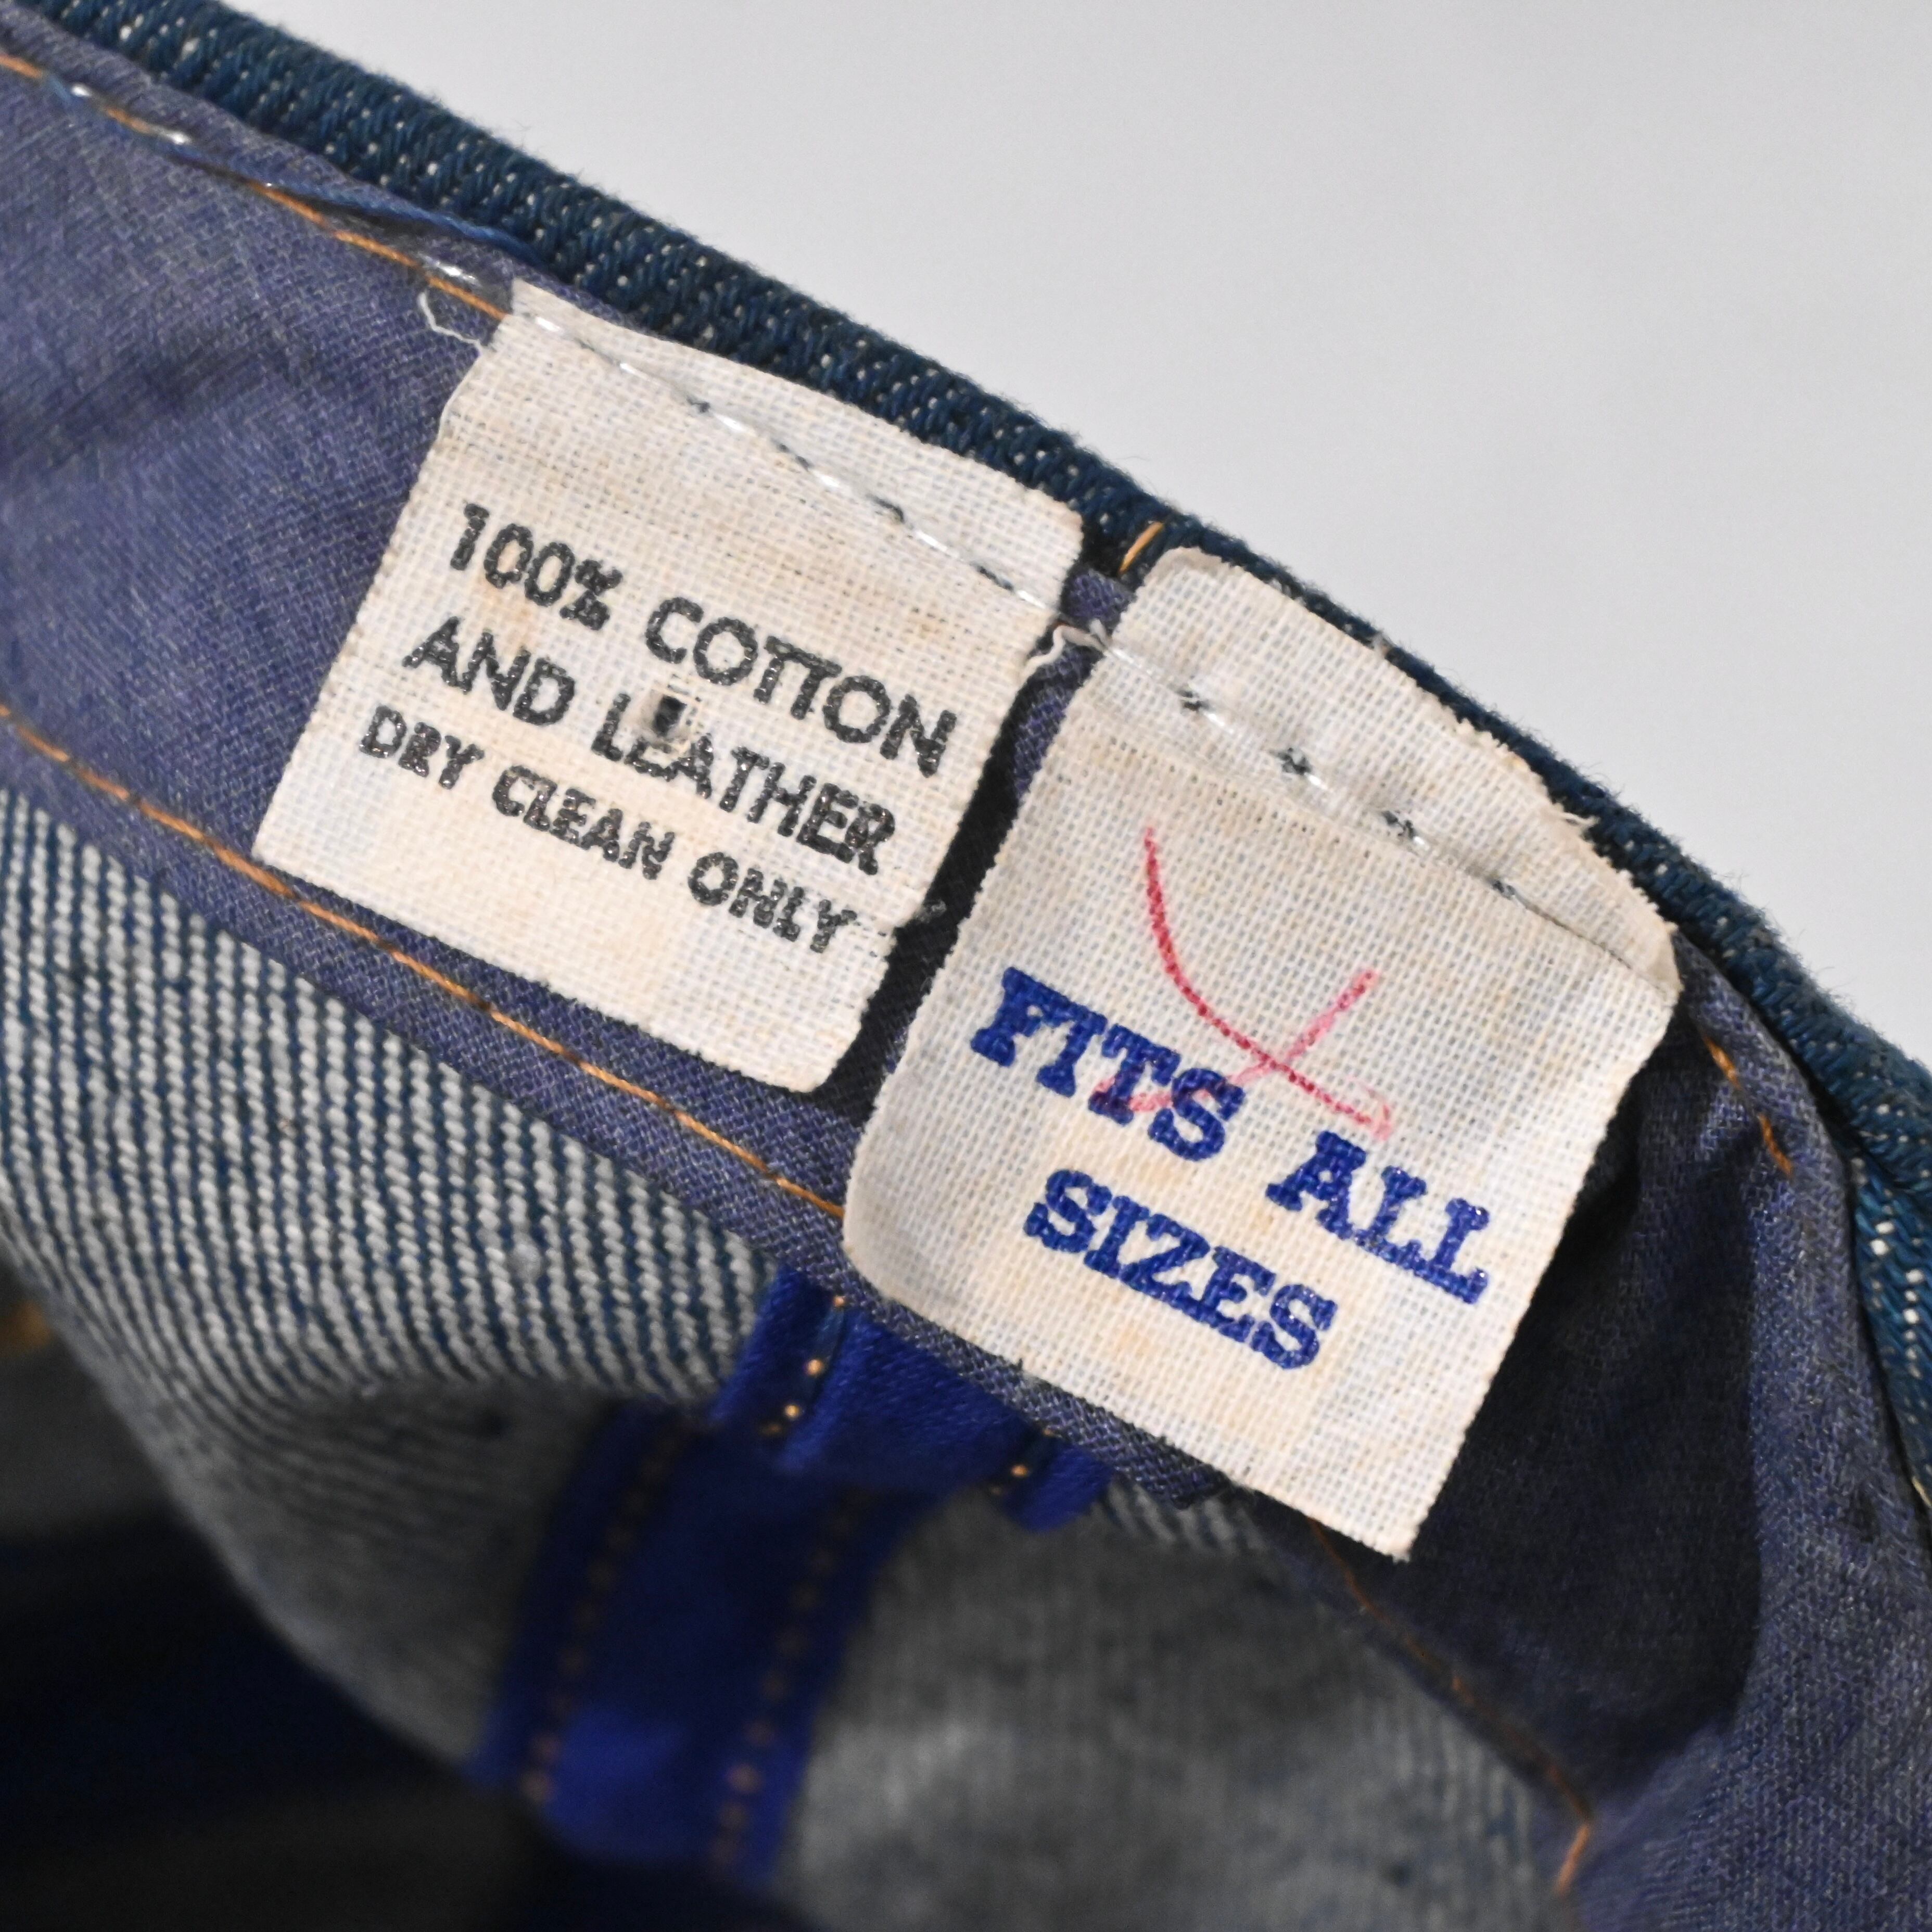 100% COTTON
AND LEATHER
DRY CLEAN ONLY
FITS ALL
SIZES